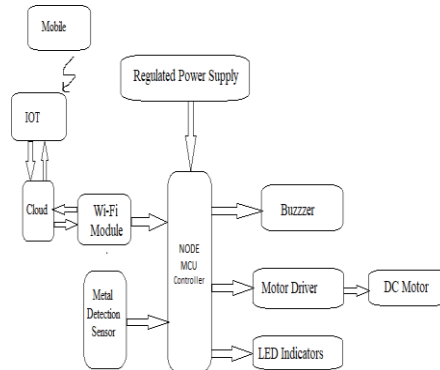 Mobile
Regulated Power Supply
IOT
Cloud
Wi-Fi
Module
Buzzzer
NODE
MCU
Controller
Metal
Detection
Sensor
Motor Driver
DC Motor
LED Indicators